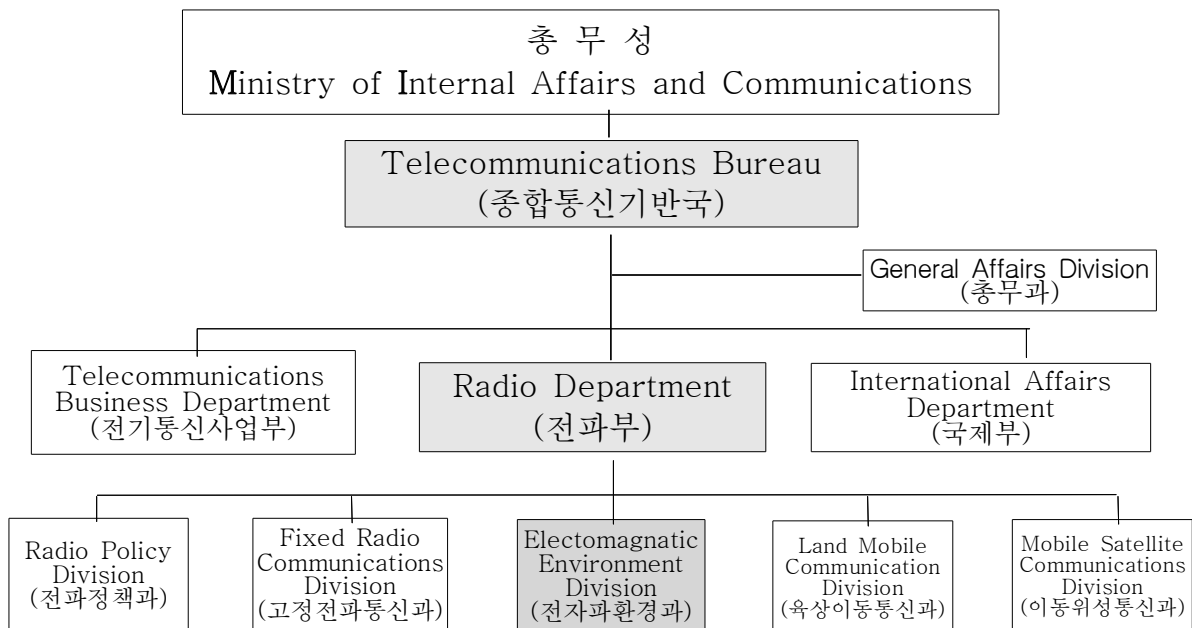 총 무 성
Ministry of Internal Affairs and Communications
Telecommunications Bureau
(종합통신기반국)
General Affairs Division
(총무과)
Telecommunications
Business Department
(전기통신사업부)
Radio Department
(전파부)
International Affairs
Department
(국제부)
Radio Policy
Division
(전파정책과)
Fixed Radio
Communications
Division
(고정전파통신과)
Electomagnatic
Environment
Division
(전자파환경과)
Land Mobile
Communication
Division
(육상이동통신과)
Mobile Satellite
Communications
Division
(이동위성통신과)